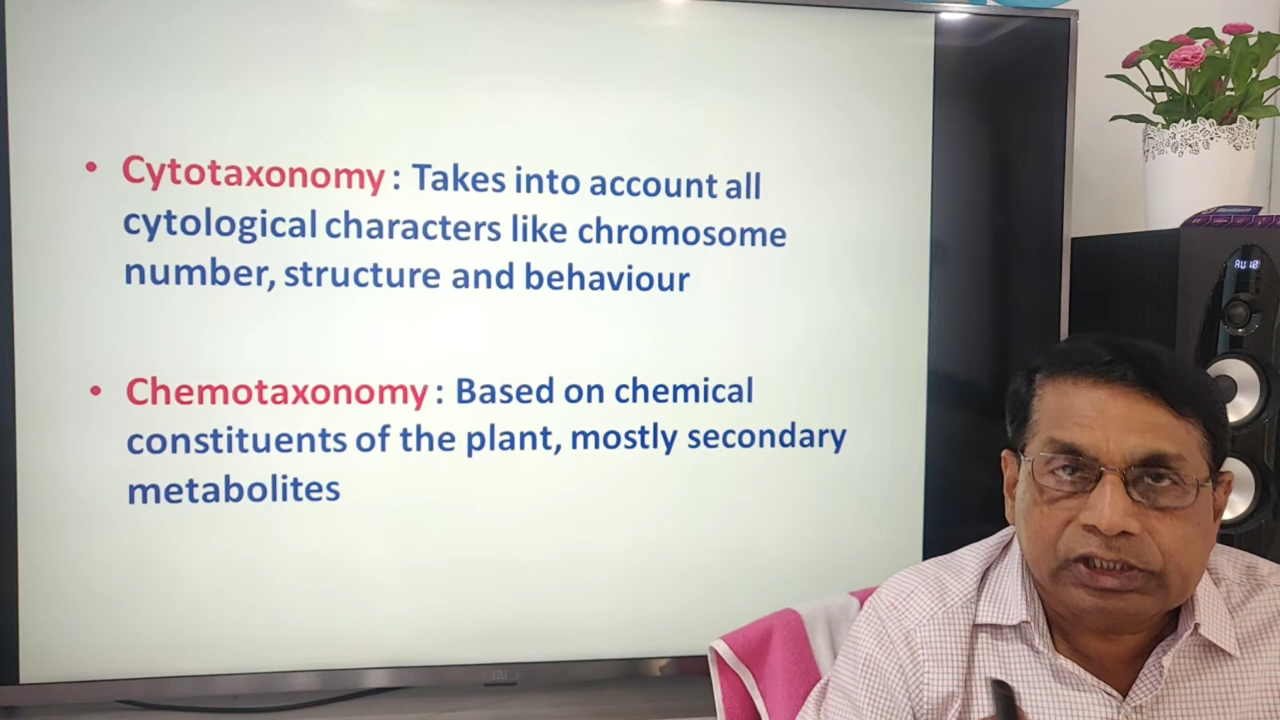 • Cytotaxonomy : Takes into account all
cytological characters like chromosome
number, structure and behaviour
• Chemotaxonomy : Based on chemical
constituents of the plant, mostly secondary
metabolites